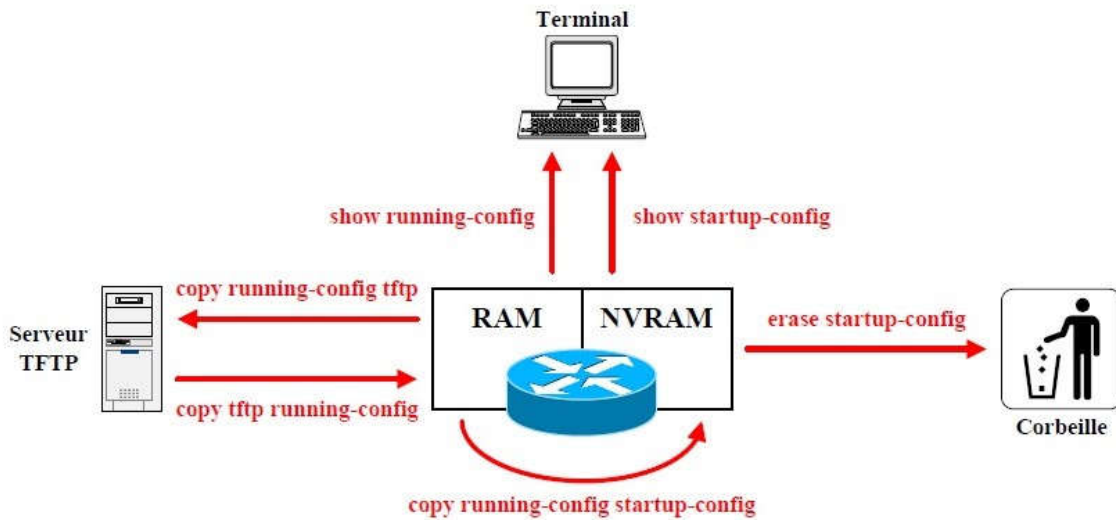 Terminal
show running-config
show startup-config
copy running-config tftp
Serveur
TFTP
copy tftp running-config
RAM
NVRAM
erase startup-config
Corbeille
copy running-config startup-config